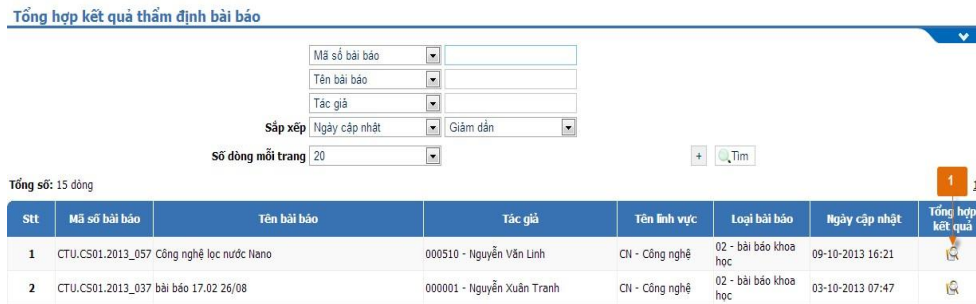 Tổng hợp kết quả thẩm định bài báo
Mã số bài báo
Tên bài báo
Tác giả
Sắp xếp Ngày cập nhật Giảm dần
Số dòng mỗi trang 20 + Tìm
Tổng số: 15 dòng
1
Stt Mã số bài báo Tên bài báo Tác giả Tên lĩnh vực Loại bài báo Ngày cập nhật Tổng hợp kết quả
1 CTU.CS01.2013_057 Công nghệ lọc nước Nano 000510 - Nguyễn Văn Linh CN - Công nghệ 02 - bài báo khoa học 09-10-2013 16:21
2 CTU.CS01.2013_037 bài báo 17.02 26/08 000001 - Nguyễn Xuân Tranh CN - Công nghệ 02 - bài báo khoa học 03-10-2013 07:47